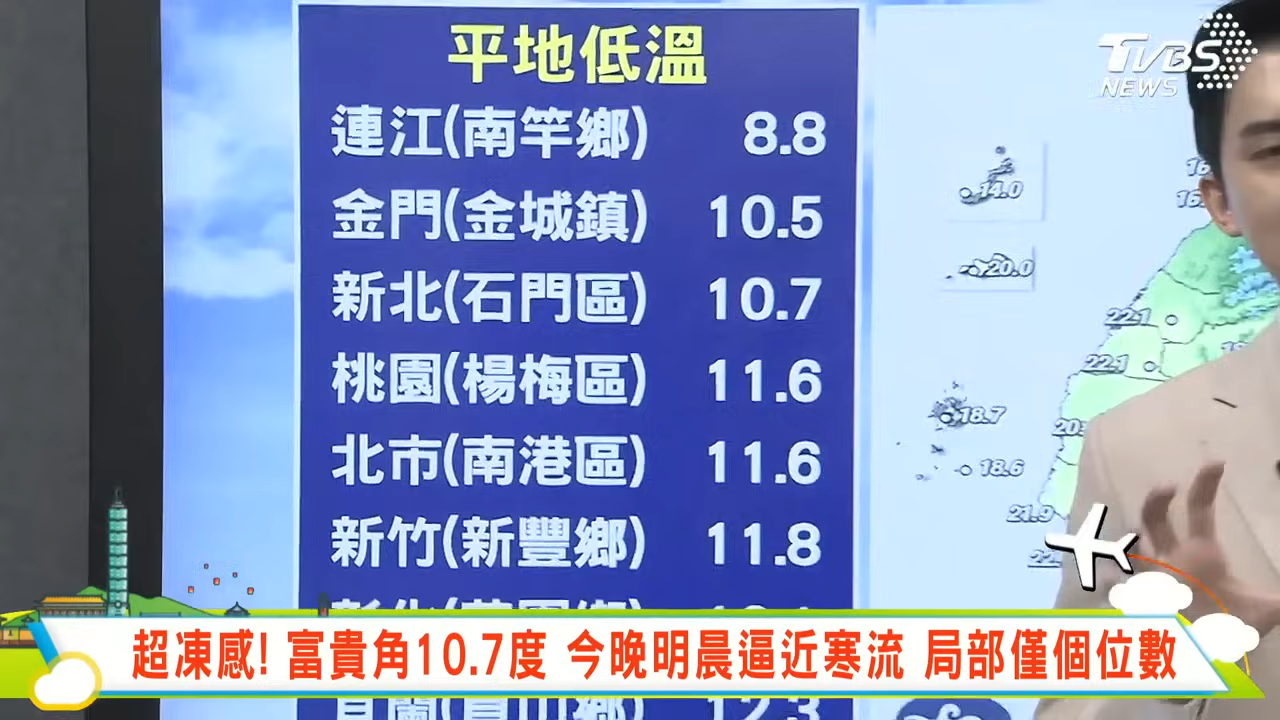 TVBS
NEWS
平地低溫
連江(南竿鄉) 8.8
金門(金城鎮) 10.5
新北(石門區) 10.7
桃園(楊梅區) 11.6
北市(南港區) 11.6
新竹(新豐鄉) 11.8
14.0
20.0
22.1
22.1
18.7
18.6
21.9
超凍感! 富貴角10.7度 今晚明晨逼近寒流 局部僅個位數
12.3